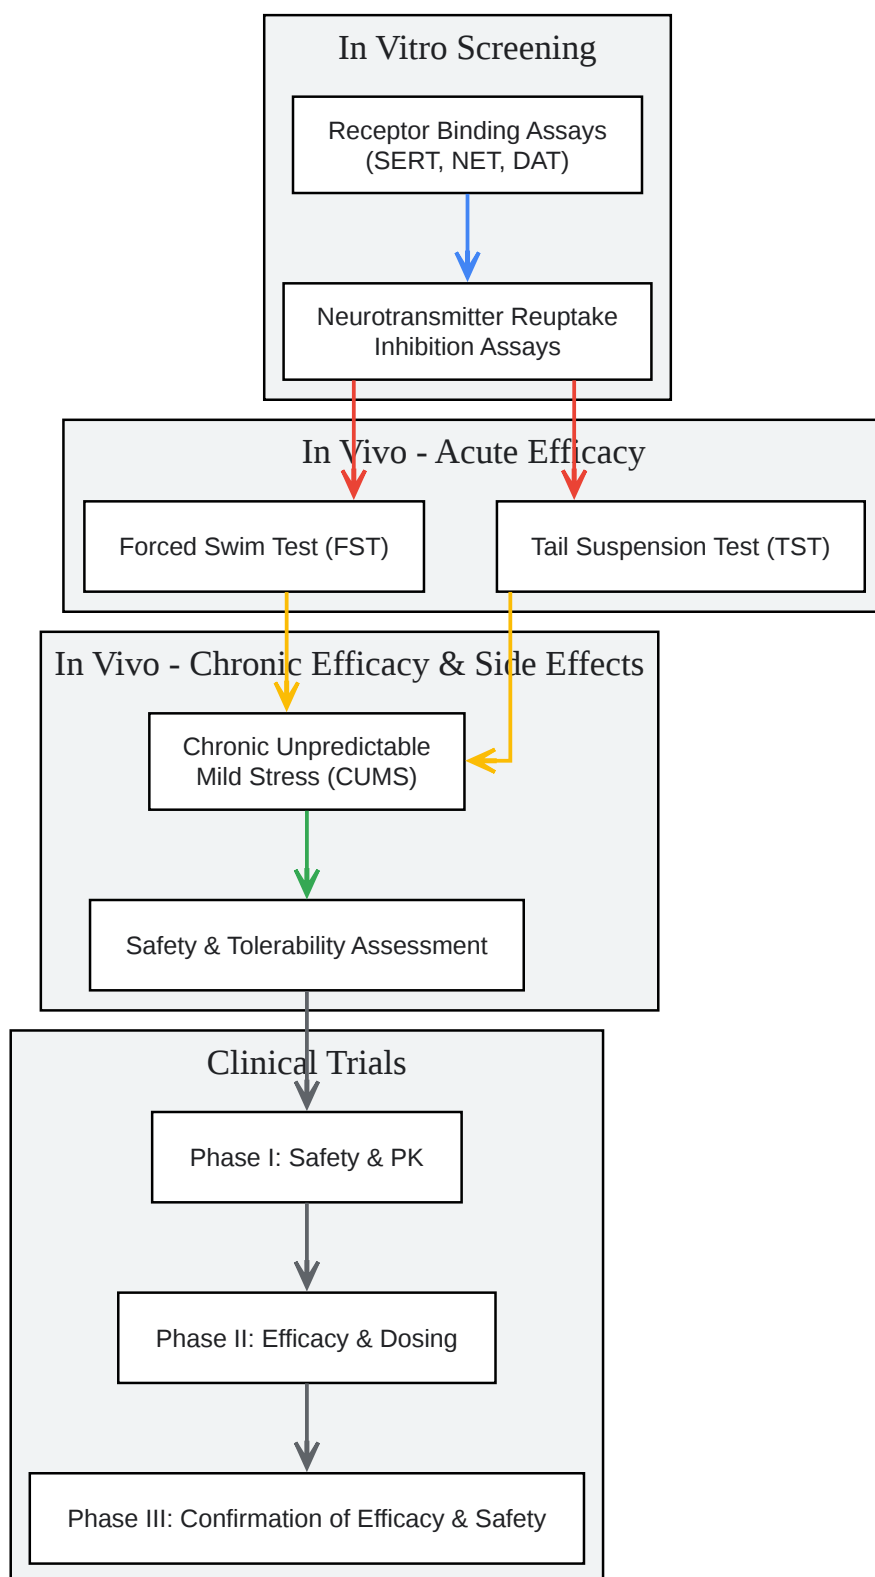 In Vitro Screening
Receptor Binding Assays
(SERT, NET, DAT)
Neurotransmitter Reuptake
Inhibition Assays
In Vivo - Acute Efficacy
Forced Swim Test (FST)
Tail Suspension Test (TST)
In Vivo - Chronic Efficacy & Side Effects
Chronic Unpredictable
Mild Stress (CUMS)
Safety & Tolerability Assessment
Clinical Trials
Phase I: Safety & PK
Phase II: Efficacy & Dosing
Phase III: Confirmation of Efficacy & Safety